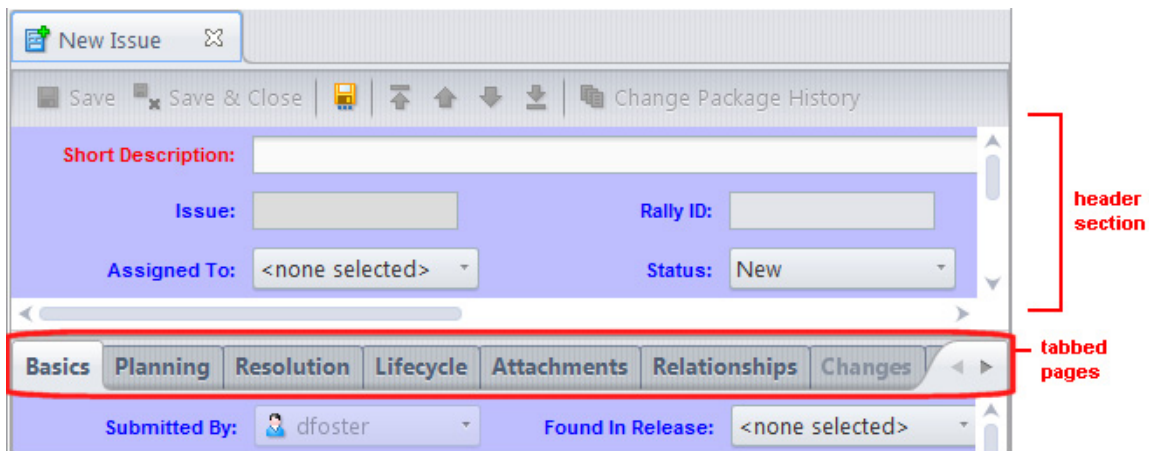 New Issue
Save Save & Close Change Package History
Short Description:
Issue: Rally ID:
Assigned To: <none selected> Status: New
header
section
Basics Planning Resolution Lifecycle Attachments Relationships Changes
tabbed
pages
Submitted By: dfoster Found In Release: <none selected>